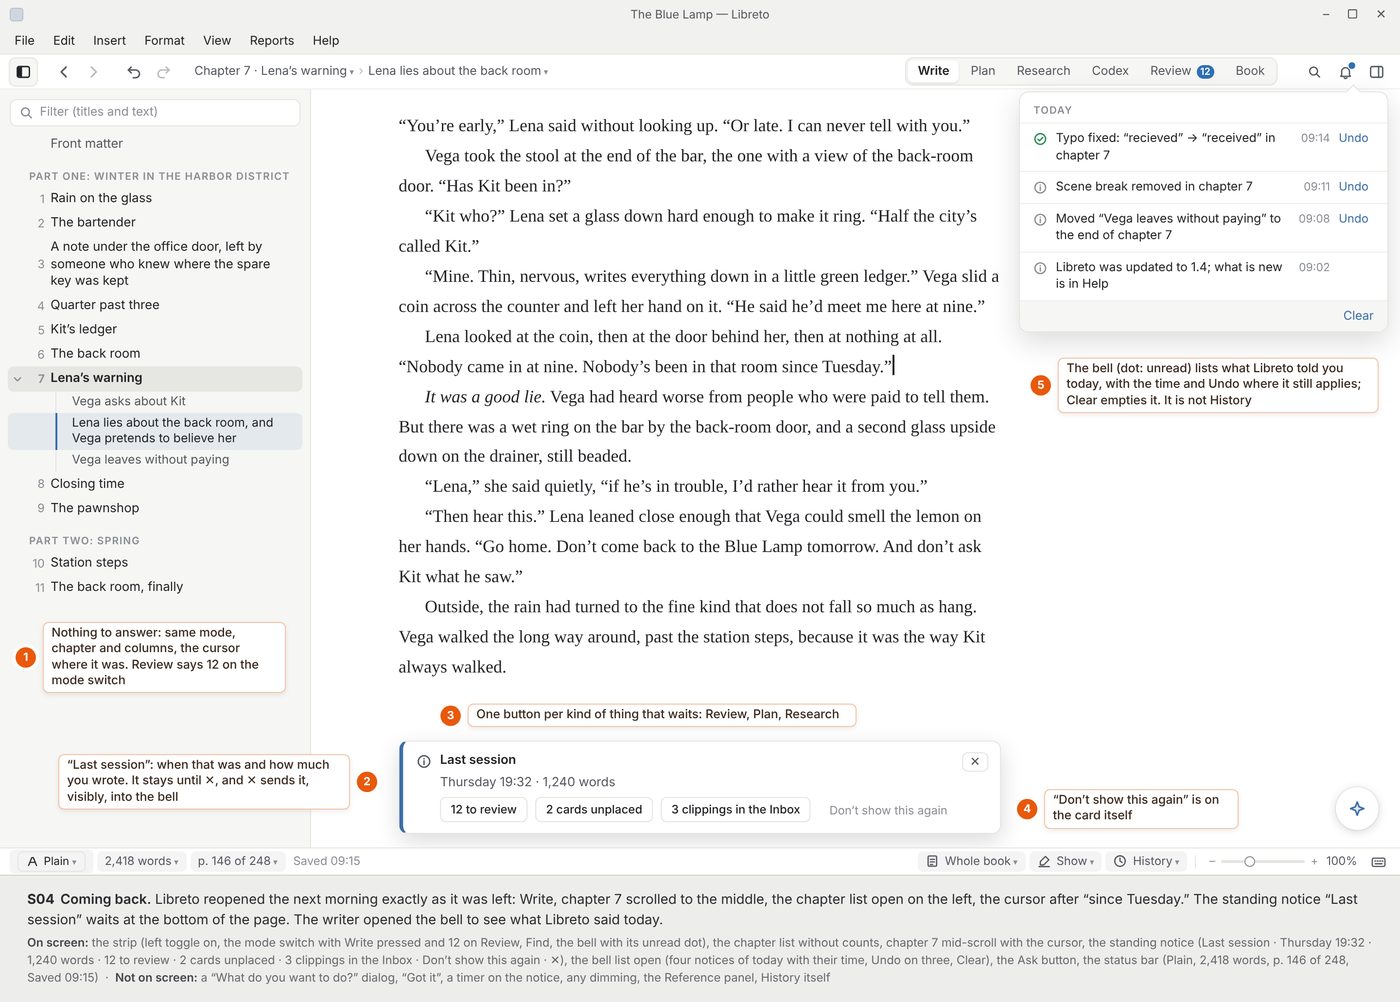 The Blue Lamp — Libreto
File Edit Insert Format View Reports Help
Chapter 7 · Lena’s warning ▾ › Lena lies about the back room ▾
Write Plan Research Codex Review 12 Book
Filter (titles and text)
Front matter
PART ONE: WINTER IN THE HARBOR DISTRICT
1 Rain on the glass
2 The bartender
A note under the office door, left by
3 someone who knew where the spare
key was kept
4 Quarter past three
5 Kit’s ledger
6 The back room
7 Lena’s warning
Vega asks about Kit
Lena lies about the back room, and
Vega pretends to believe her
Vega leaves without paying
8 Closing time
9 The pawnshop
PART TWO: SPRING
10 Station steps
11 The back room, finally
1
Nothing to answer: same mode,
chapter and columns, the cursor
where it was. Review says 12 on the
mode switch
“You’re early,” Lena said without looking up. “Or late. I can never tell with you.”
Vega took the stool at the end of the bar, the one with a view of the back-room
door. “Has Kit been in?”
“Kit who?” Lena set a glass down hard enough to make it ring. “Half the city’s
called Kit.”
“Mine. Thin, nervous, writes everything down in a little green ledger.” Vega slid a
coin across the counter and left her hand on it. “He said he’d meet me here at nine.”
Lena looked at the coin, then at the door behind her, then at nothing at all.
“Nobody came in at nine. Nobody’s been in that room since Tuesday.”
It was a good lie. Vega had heard worse from people who were paid to tell them.
But there was a wet ring on the bar by the back-room door, and a second glass upside
down on the drainer, still beaded.
“Lena,” she said quietly, “if he’s in trouble, I’d rather hear it from you.”
“Then hear this.” Lena leaned close enough that Vega could smell the lemon on
her hands. “Go home. Don’t come back to the Blue Lamp tomorrow. And don’t ask
Kit what he saw.”
Outside, the rain had turned to the fine kind that does not fall so much as hang.
Vega walked the long way around, past the station steps, because it was the way Kit
always walked.
TODAY
Typo fixed: “recieved” → “received” in 09:14 Undo
chapter 7
Scene break removed in chapter 7 09:11 Undo
Moved “Vega leaves without paying” to 09:08 Undo
the end of chapter 7
Libreto was updated to 1.4; what is new 09:02
is in Help
Clear
5
The bell (dot: unread) lists what Libreto told you
today, with the time and Undo where it still applies;
Clear empties it. It is not History
3 One button per kind of thing that waits: Review, Plan, Research
“Last session”: when that was and how much
you wrote. It stays until ✕, and ✕ sends it,
visibly, into the bell
2
Last session ✕
Thursday 19:32 · 1,240 words
12 to review 2 cards unplaced 3 clippings in the Inbox Don’t show this again
4
“Don’t show this again” is on
the card itself
A Plain ▾ 2,418 words ▾ p. 146 of 248 ▾ Saved 09:15 Whole book ▾ Show ▾ History ▾ − + 100%
S04 Coming back. Libreto reopened the next morning exactly as it was left: Write, chapter 7 scrolled to the middle, the chapter list open on the left, the cursor after “since Tuesday.” The standing notice “Last
session” waits at the bottom of the page. The writer opened the bell to see what Libreto said today.
On screen: the strip (left toggle on, the mode switch with Write pressed and 12 on Review, Find, the bell with its unread dot), the chapter list without counts, chapter 7 mid-scroll with the cursor, the standing notice (Last session · Thursday 19:32 ·
1,240 words · 12 to review · 2 cards unplaced · 3 clippings in the Inbox · Don’t show this again · ✕), the bell list open (four notices of today with their time, Undo on three, Clear), the Ask button, the status bar (Plain, 2,418 words, p. 146 of 248,
Saved 09:15) · Not on screen: a “What do you want to do?” dialog, “Got it”, a timer on the notice, any dimming, the Reference panel, History itself